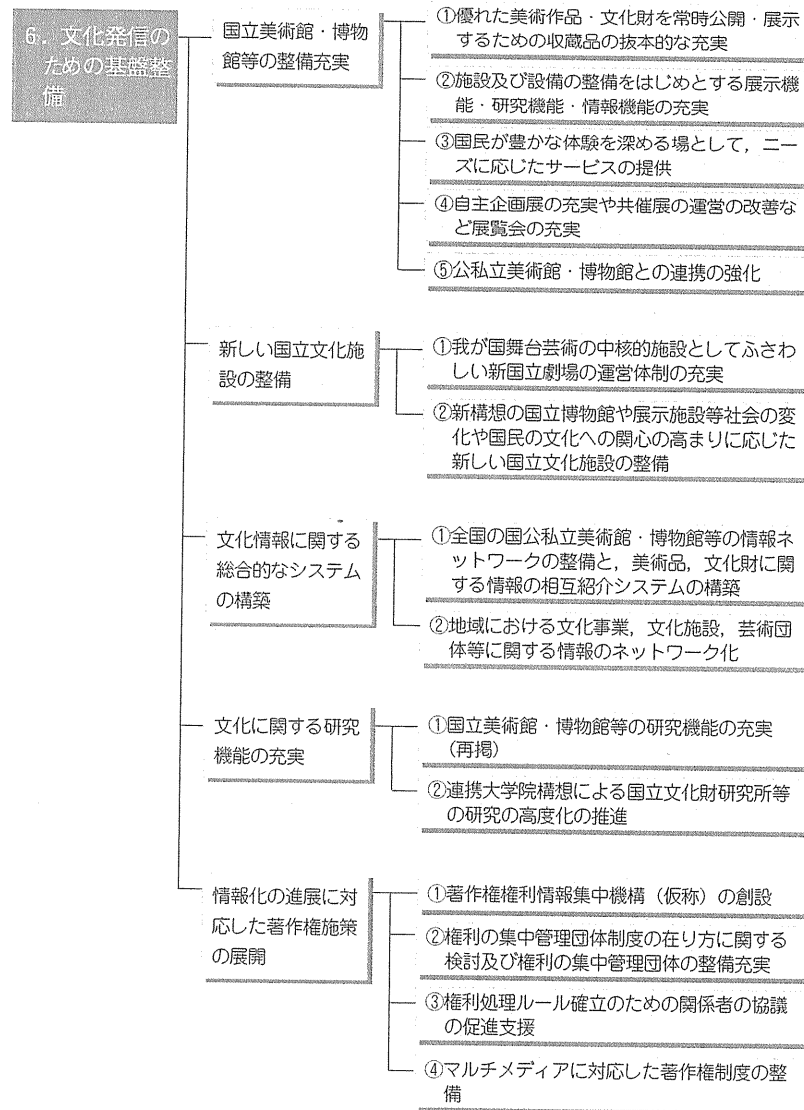 6．文化発信の
ための基盤整
備
国立美術館・博物
館等の整備充実
①優れた美術作品・文化財を常時公開・展示
するための収蔵品の抜本的な充実
②施設及び設備の整備をはじめとする展示機
能・研究機能・情報機能の充実
③国民が豊かな体験を深める場として，ニー
ズに応じたサービスの提供
④自主企画展の充実や共催展の運営の改善な
ど展覧会の充実
⑤公私立美術館・博物館との連携の強化
新しい国立文化施
設の整備
①我が国舞台芸術の中核的施設としてふさわ
しい新国立劇場の運営体制の充実
②新構想の国立博物館や展示施設等社会の変
化や国民の文化への関心の高まりに応じた
新しい国立文化施設の整備
文化情報に関する
総合的なシステム
の構築
①全国の国公私立美術館・博物館等の情報ネ
ットワークの整備と，美術品，文化財に関
する情報の相互紹介システムの構築
②地域における文化事業，文化施設，芸術団
体等に関する情報のネットワーク化
文化に関する研究
機能の充実
①国立美術館・博物館等の研究機能の充実
（再掲）
②連携大学院構想による国立文化財研究所等
の研究の高度化の推進
情報化の進展に対
応した著作権施策
の展開
①著作権権利情報集中機構（仮称）の創設
②権利の集中管理団体制度の在り方に関する
検討及び権利の集中管理団体の整備充実
③権利処理ルール確立のための関係者の協議
の促進支援
④マルチメディアに対応した著作権制度の整
備